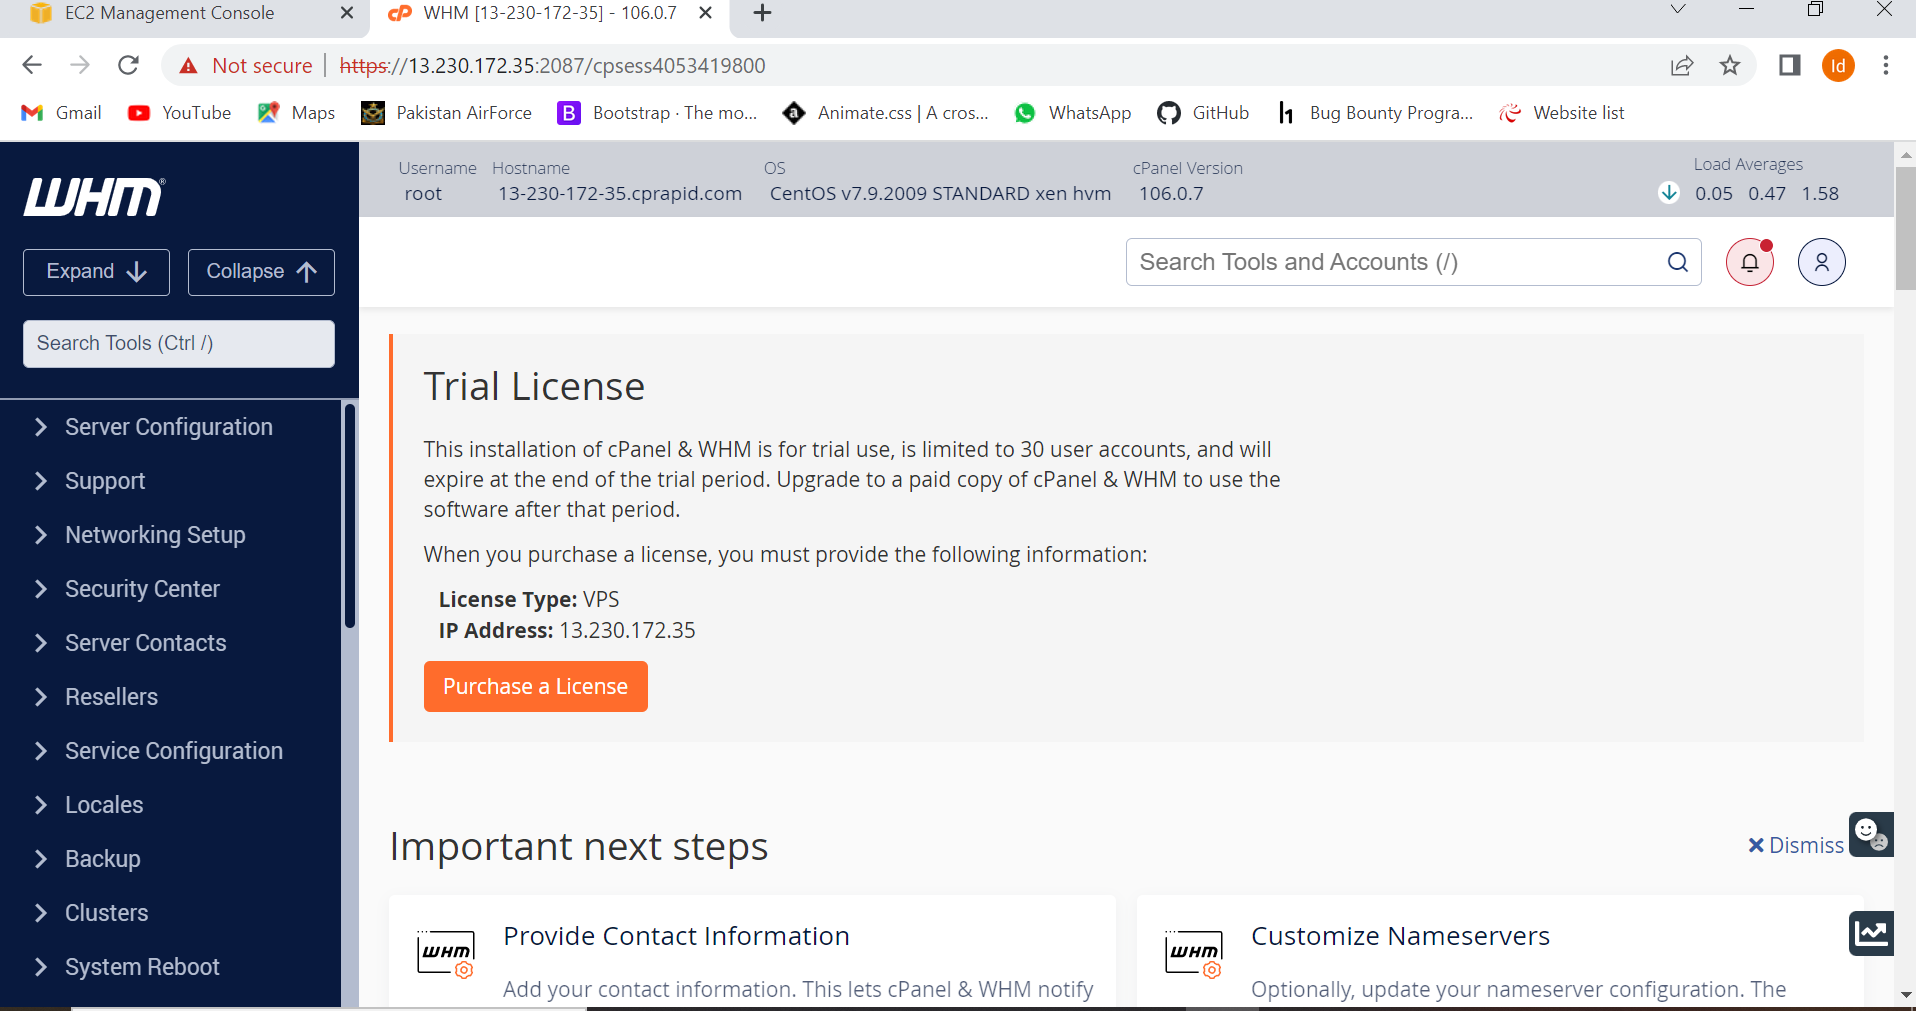 EC2 Management Console
WHM [13-230-172-35] - 106.0.7
Not secure
https://13.230.172.35:2087/cpsess4053419800
Id
Gmail
YouTube
Maps
Pakistan AirForce
B
Bootstrap · The mo...
a
Animate.css | A cros...
WhatsApp
GitHub
h
Bug Bounty Progra...
Website list
WHM®
Expand
Collapse
Search Tools (Ctrl /)
Server Configuration
Support
Networking Setup
Security Center
Server Contacts
Resellers
Service Configuration
Locales
Backup
Clusters
System Reboot
Username Hostname OS cPanel Version Load Averages
root 13-230-172-35.cprapid.com CentOS v7.9.2009 STANDARD xen hvm 106.0.7 0.05 0.47 1.58
Search Tools and Accounts (/)
Trial License
This installation of cPanel & WHM is for trial use, is limited to 30 user accounts, and will
expire at the end of the trial period. Upgrade to a paid copy of cPanel & WHM to use the
software after that period.
When you purchase a license, you must provide the following information:
License Type: VPS
IP Address: 13.230.172.35
Purchase a License
Important next steps
Dismiss
WHM
Provide Contact Information
Add your contact information. This lets cPanel & WHM notify
WHM
Customize Nameservers
Optionally, update your nameserver configuration. The